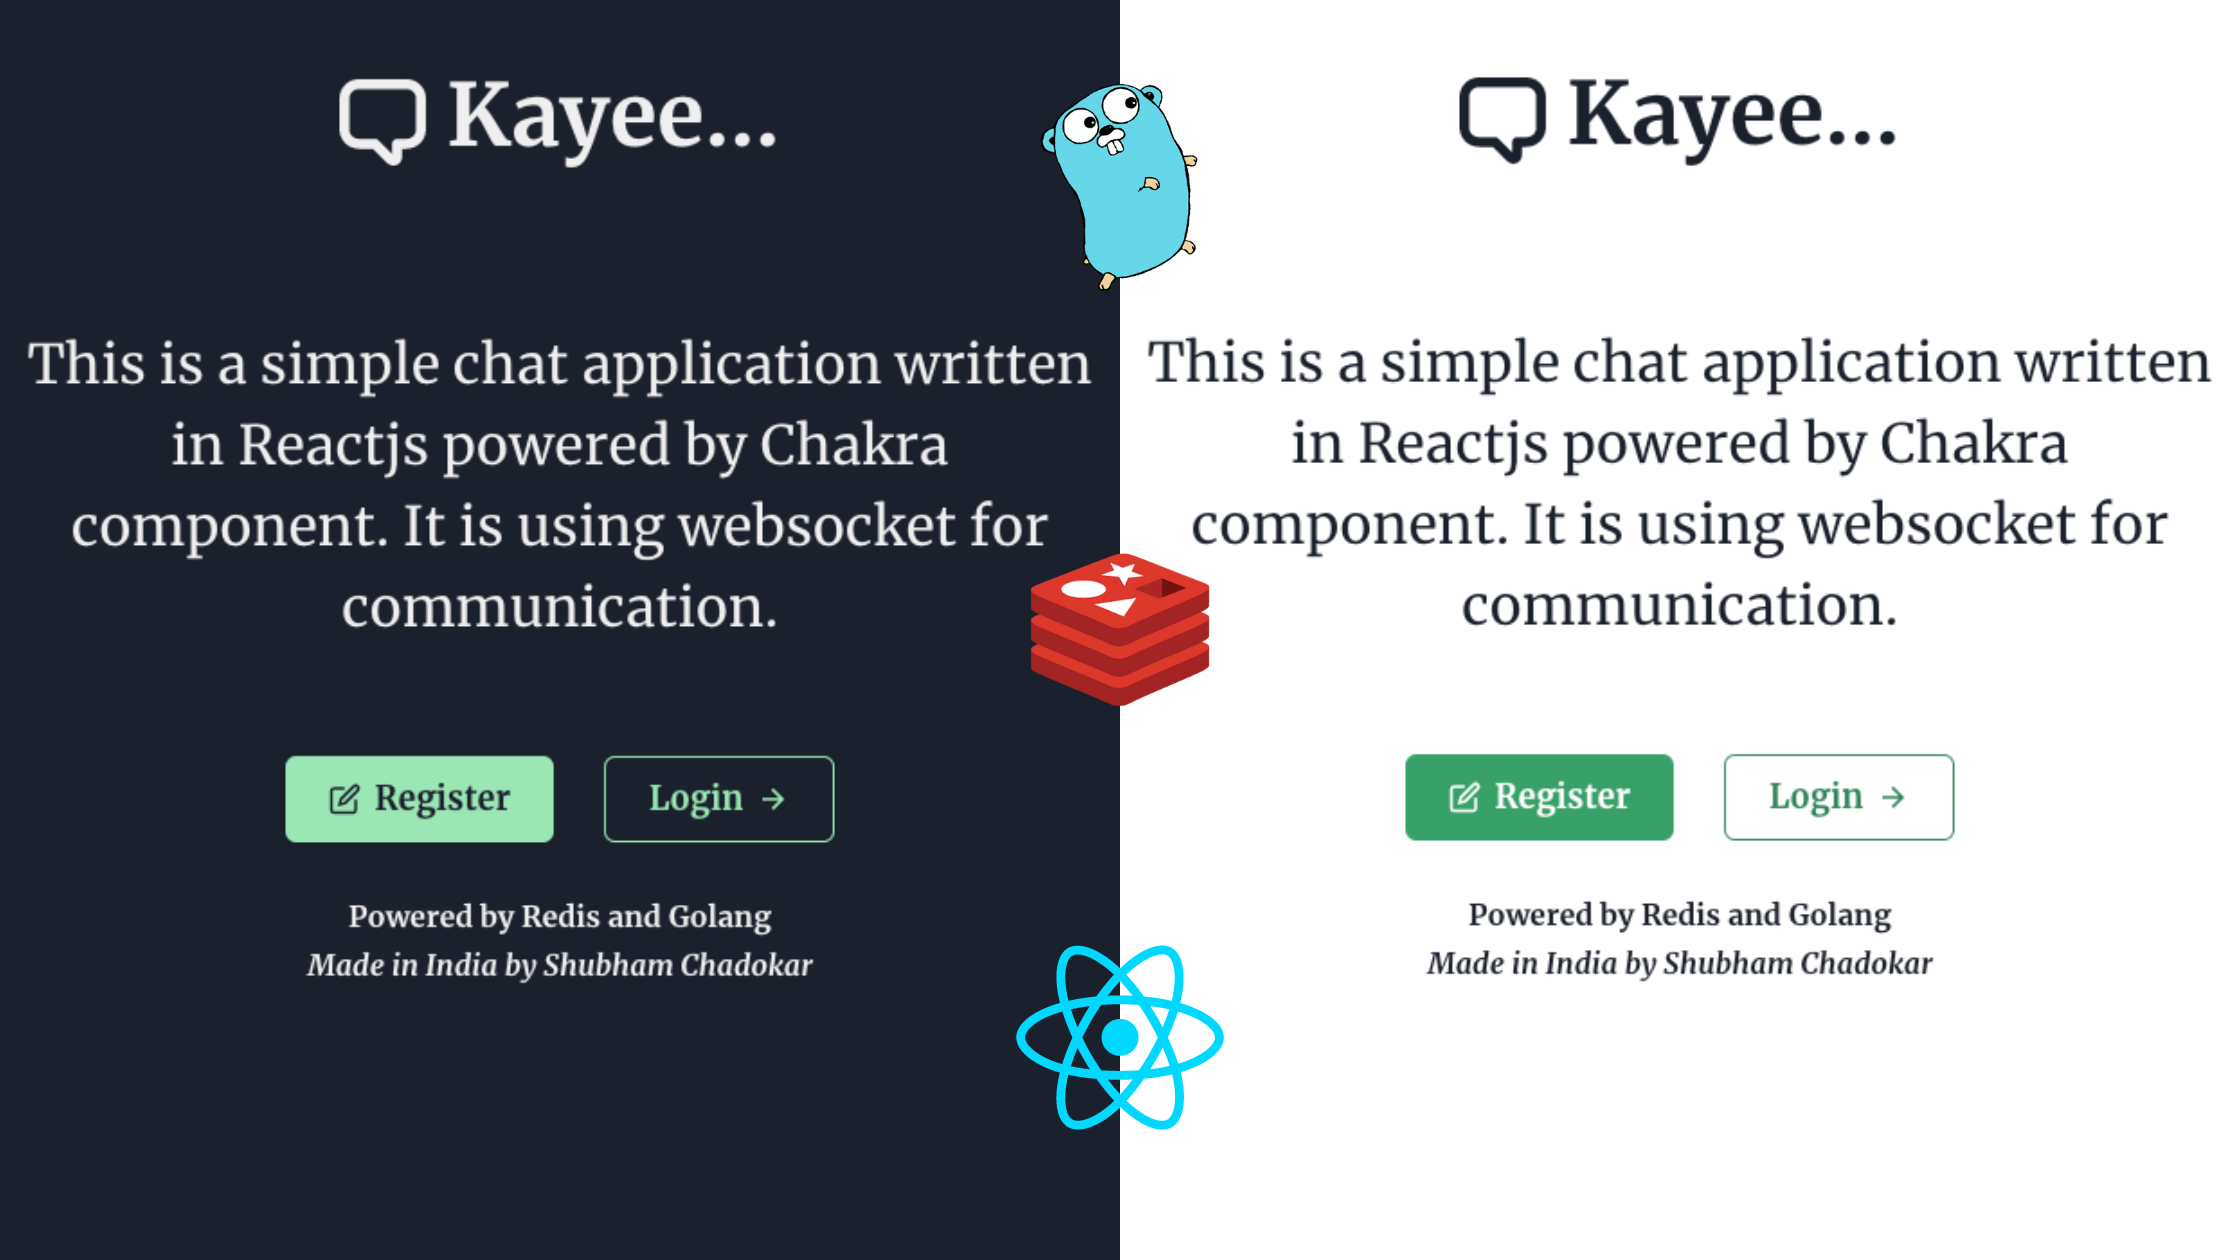 Kayee...
This is a simple chat application written
in Reactjs powered by Chakra
component. It is using websocket for
communication.
Register
Login →
Powered by Redis and Golang
Made in India by Shubham Chadokar
Kayee...
This is a simple chat application written
in Reactjs powered by Chakra
component. It is using websocket for
communication.
Register
Login →
Powered by Redis and Golang
Made in India by Shubham Chadokar